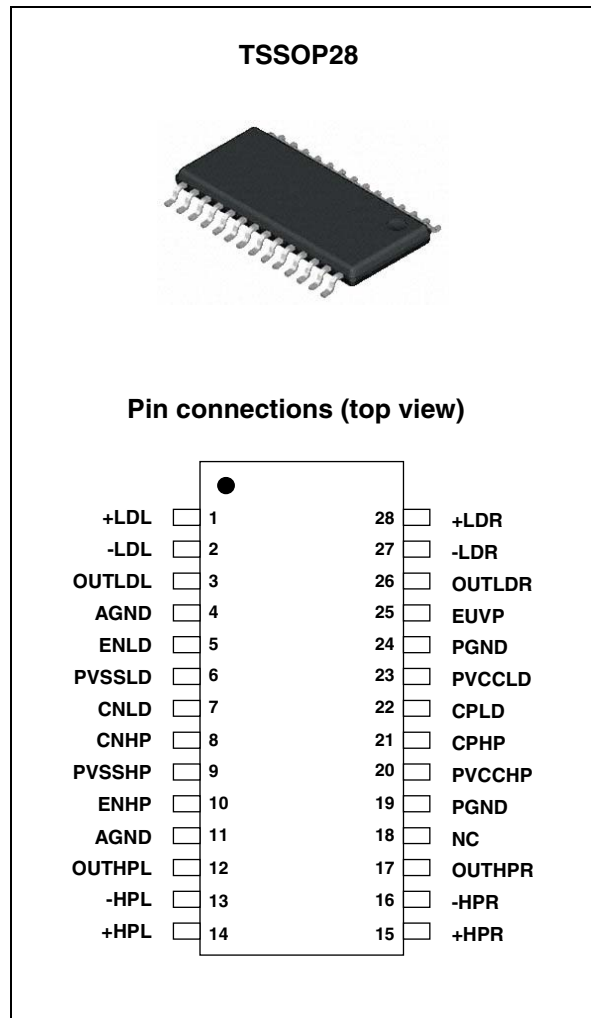 TSSOP28
Pin connections (top view)
+LDL 1 28 +LDR
-LDL 2 27 -LDR
OUTLDL 3 26 OUTLDR
AGND 4 25 EUVP
ENLD 5 24 PGND
PVSSLD 6 23 PVCCLD
CNLD 7 22 CPLD
CNHP 8 21 CPHP
PVSSHP 9 20 PVCCHP
ENHP 10 19 PGND
AGND 11 18 NC
OUTHPL 12 17 OUTHPR
-HPL 13 16 -HPR
+HPL 14 15 +HPR